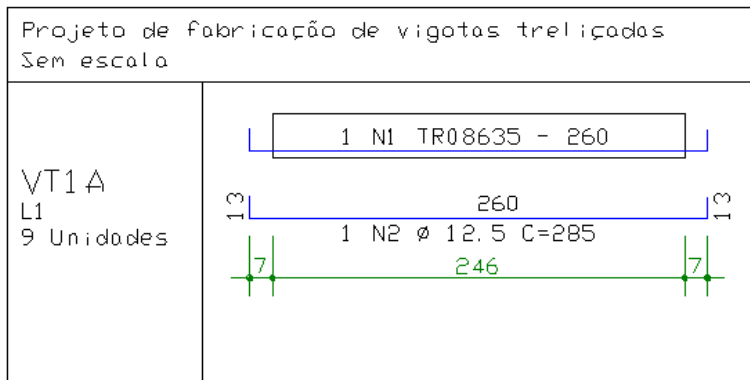 Projeto de fabricação de vigotas treliçadas
Sem escala
VT1A
L1
9 Unidades
1 N1 TR08635 - 260
13
260
13
1 N2 ø 12.5 C=285
7
246
7